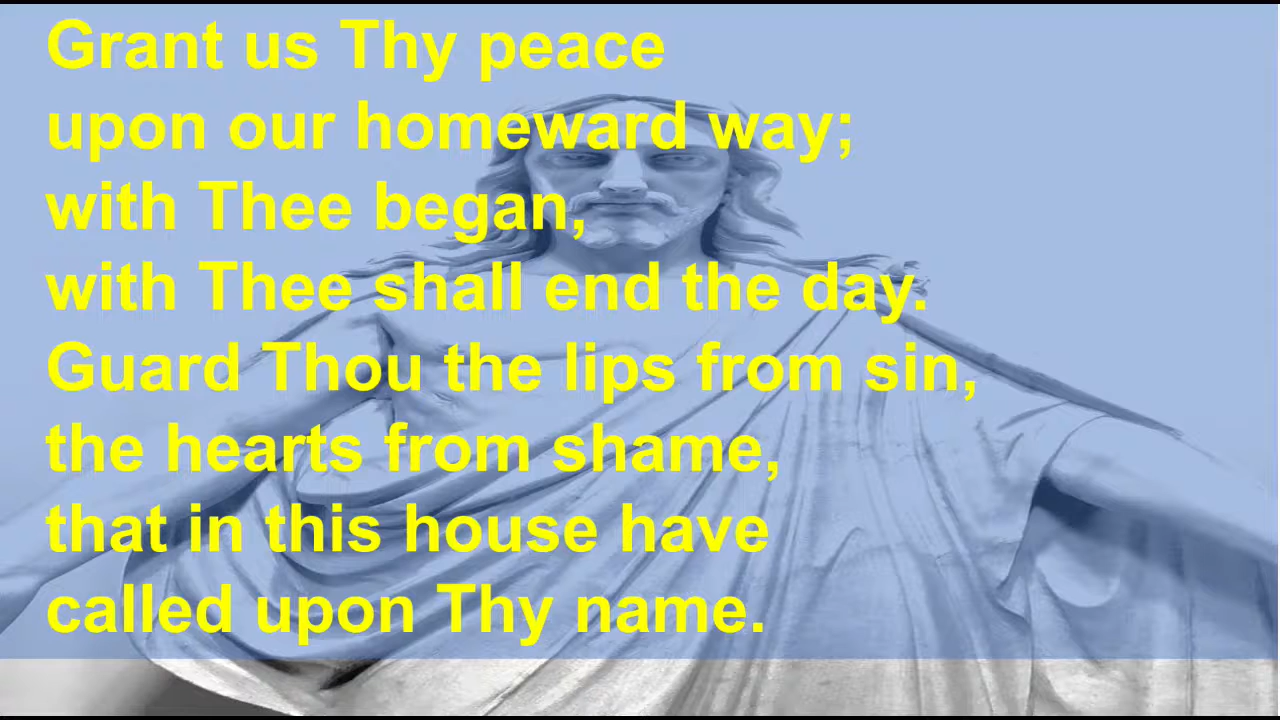 Grant us Thy peace
upon our homeward way;
with Thee began,
with Thee shall end the day.
Guard Thou the lips from sin,
the hearts from shame,
that in this house have
called upon Thy name.